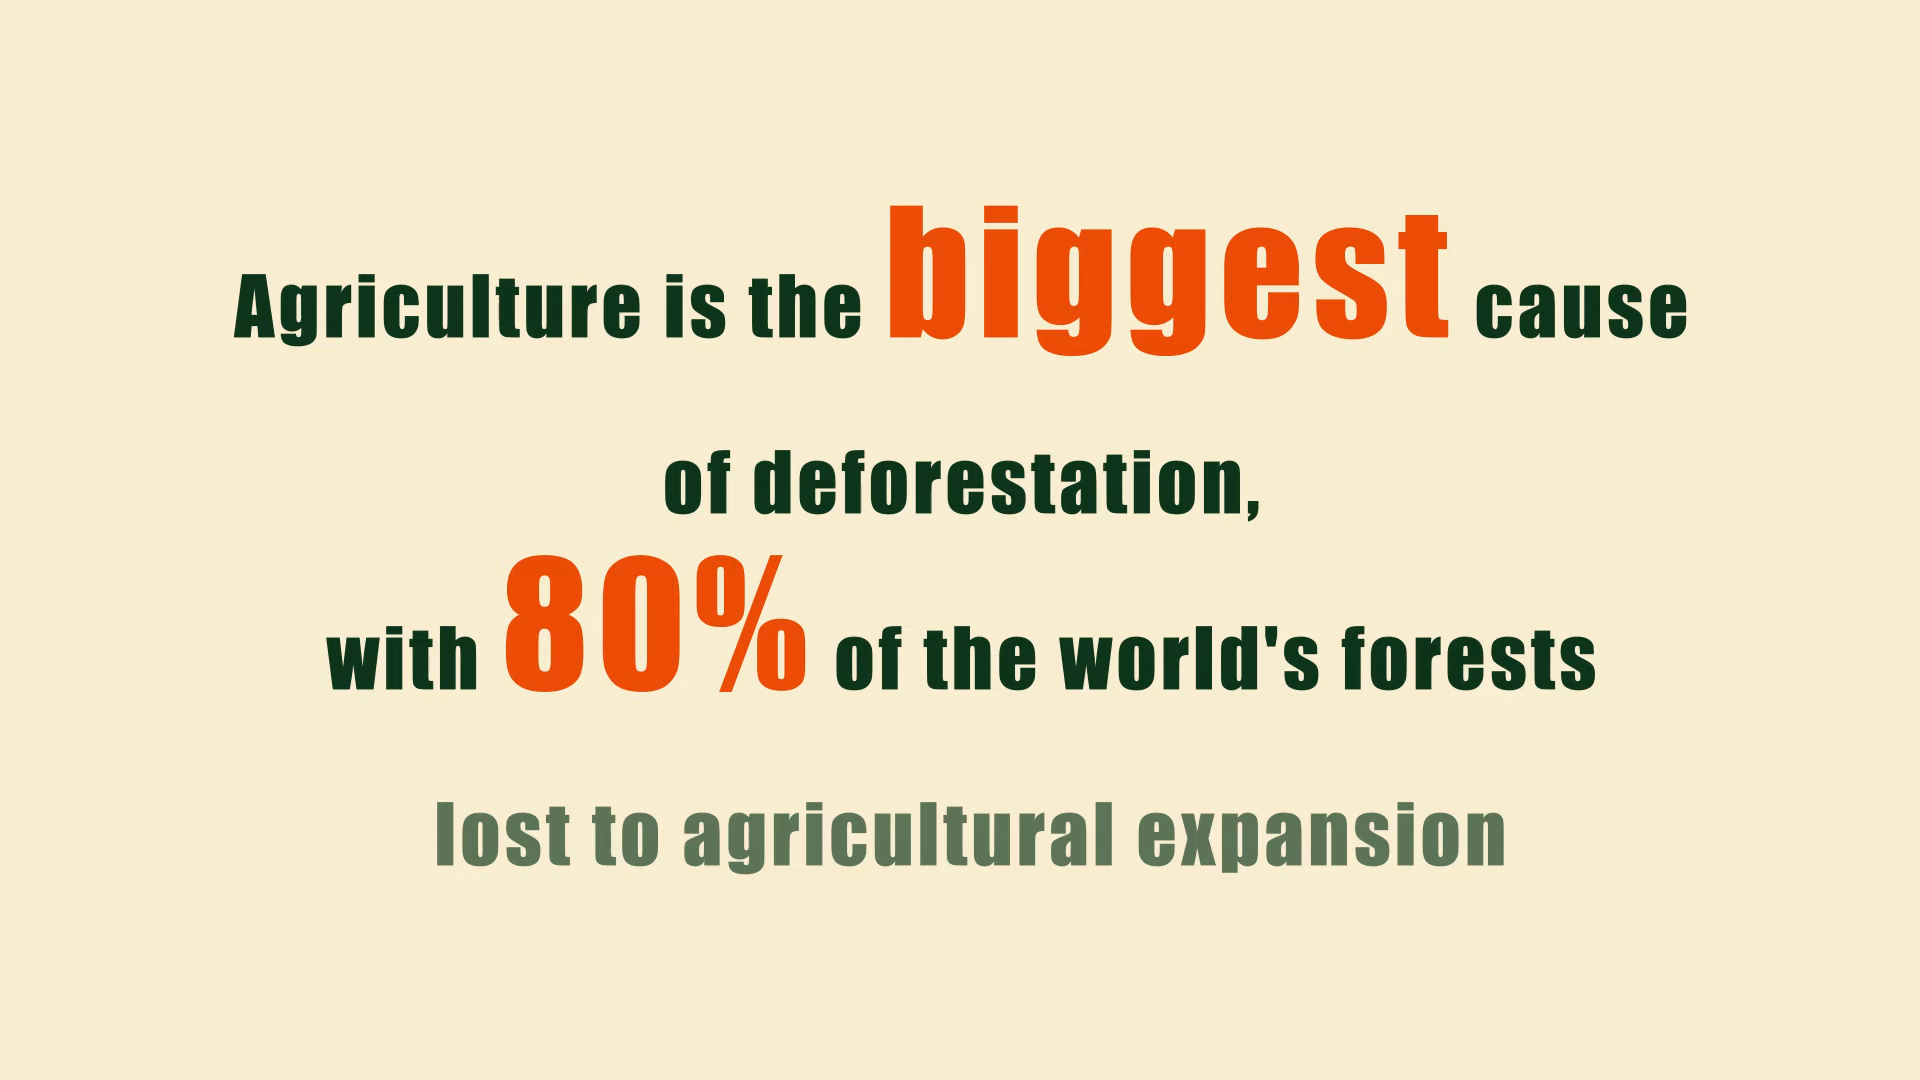 Agriculture is the biggest cause
of deforestation,
with 80% of the world's forests
lost to agricultural expansion